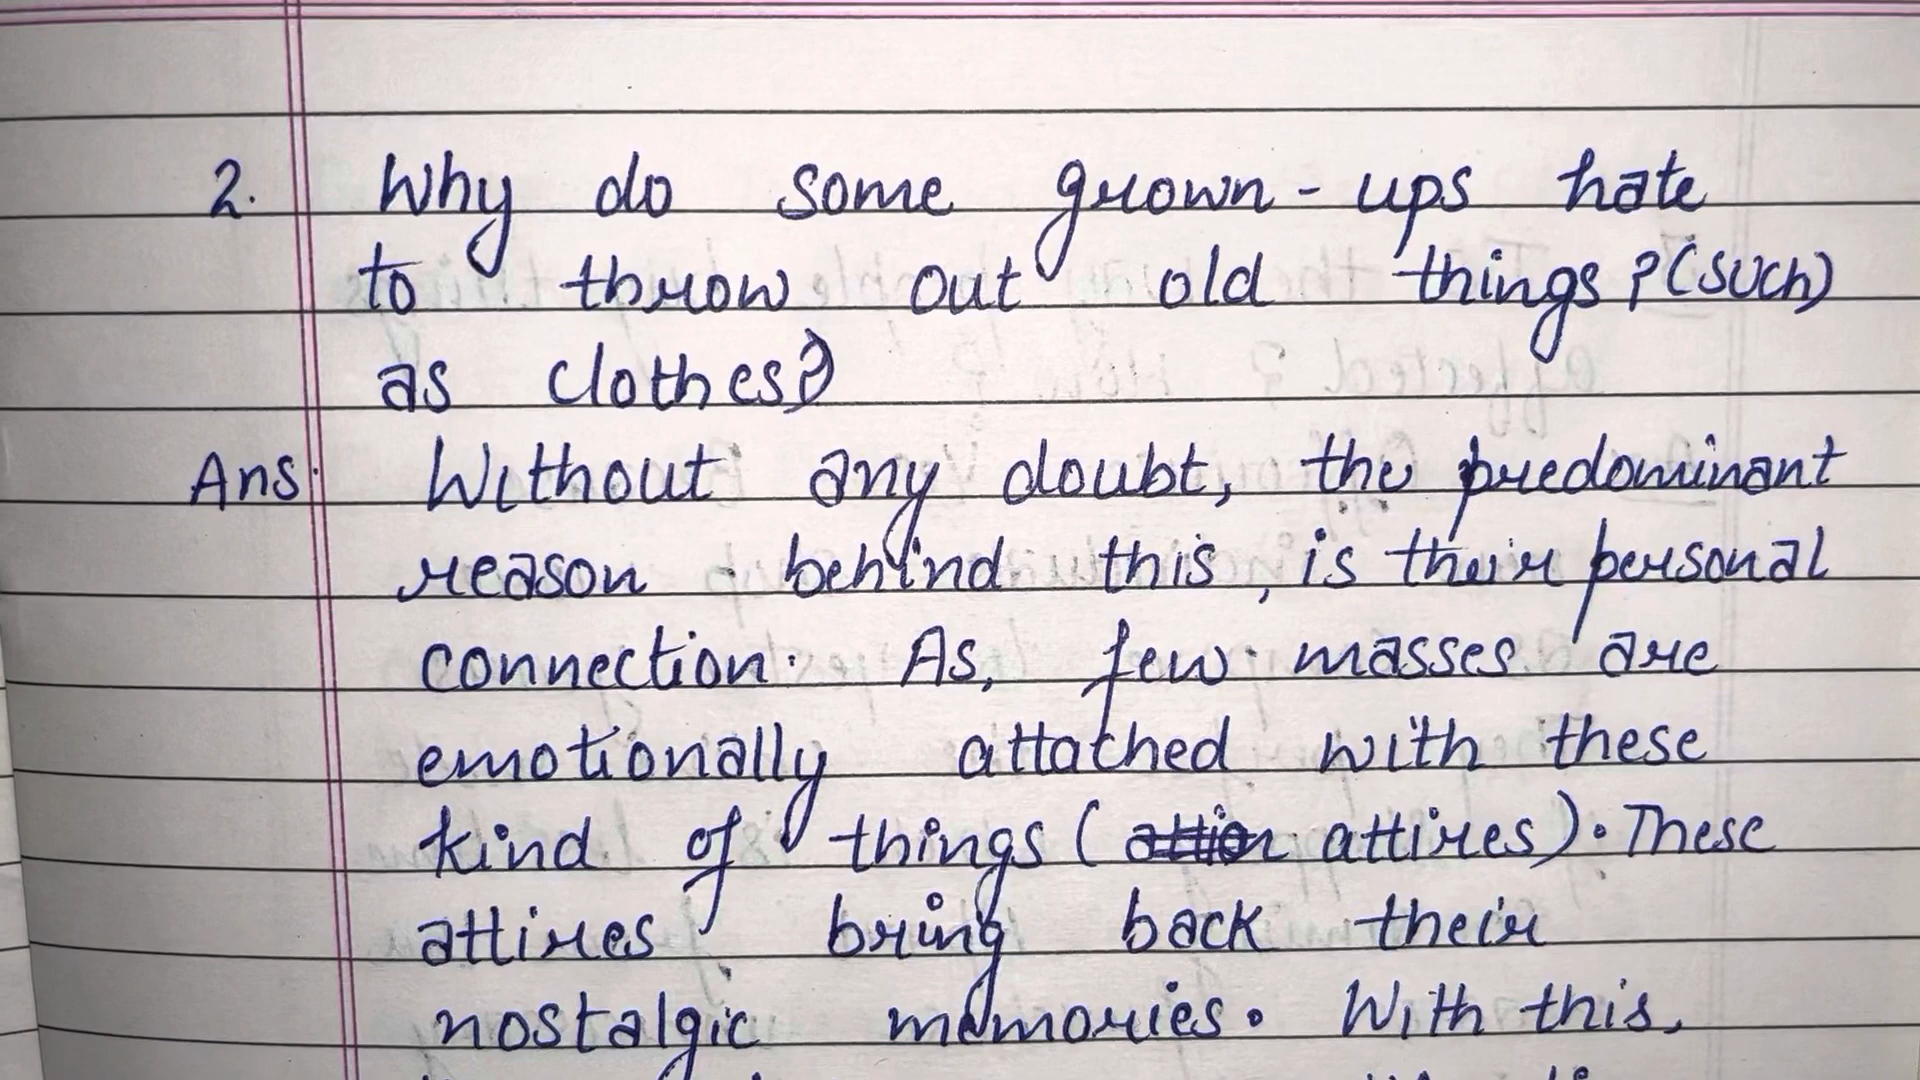 2. Why do some grown-ups hate
to throw out old things? (such)
as clothes?
Ans. Without any doubt, the predominant
reason behind this, is their personal
connection. As, few masses are
emotionally attached with these
kind of things ( attires). These
attires bring back their
nostalgic memories. With this,